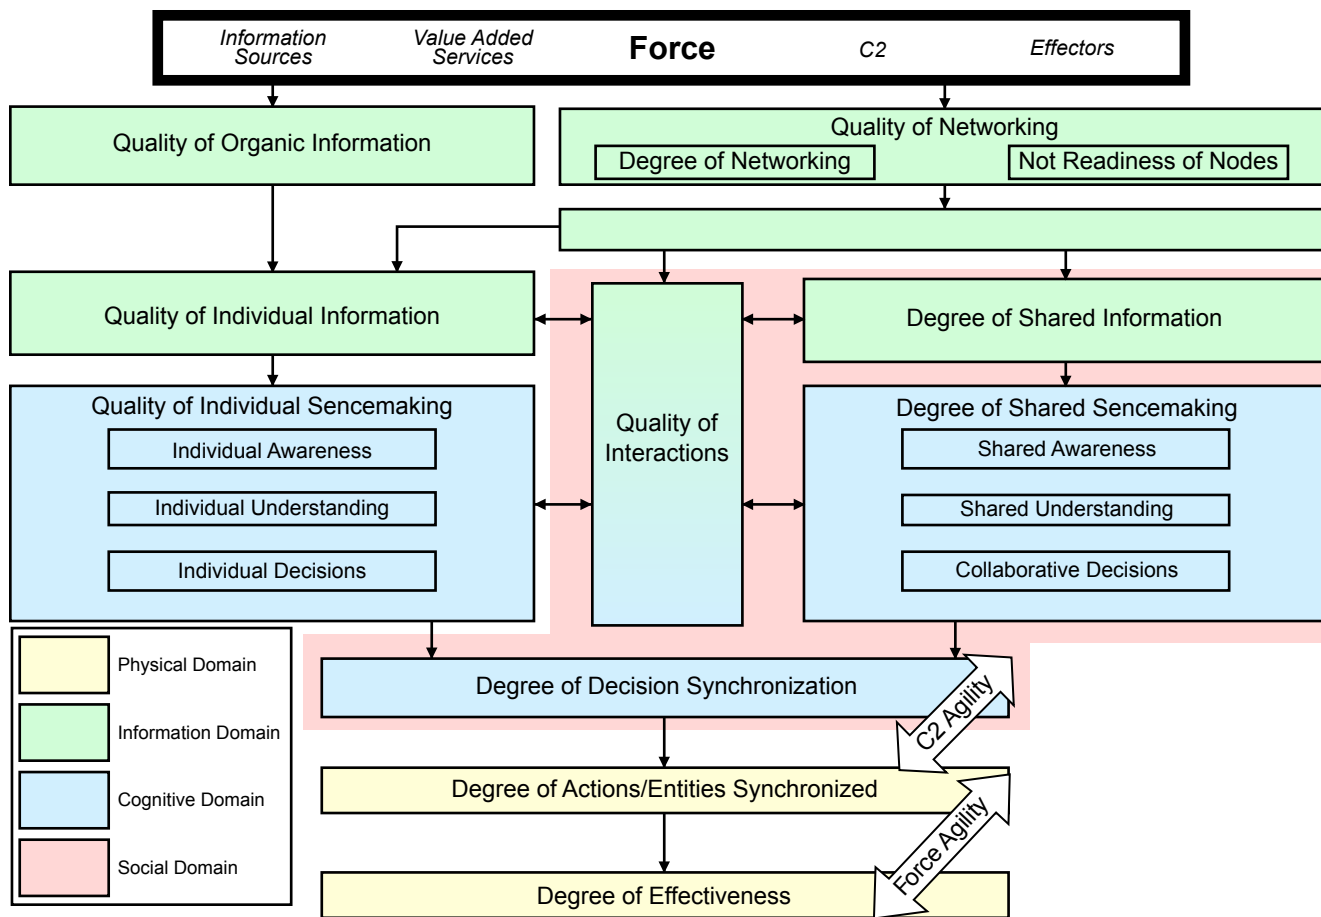 Information
Sources
Value Added
Services
Force
C2
Effectors
Quality of Organic Information
Quality of Networking
Degree of Networking
Not Readiness of Nodes
Quality of Individual Information
Degree of Shared Information
Quality of Individual Sencemaking
Individual Awareness
Individual Understanding
Individual Decisions
Quality of
Interactions
Degree of Shared Sencemaking
Shared Awareness
Shared Understanding
Collaborative Decisions
Physical Domain
Information Domain
Cognitive Domain
Social Domain
Degree of Decision Synchronization
C2 Agility
Degree of Actions/Entities Synchronized
Force Agility
Degree of Effectiveness